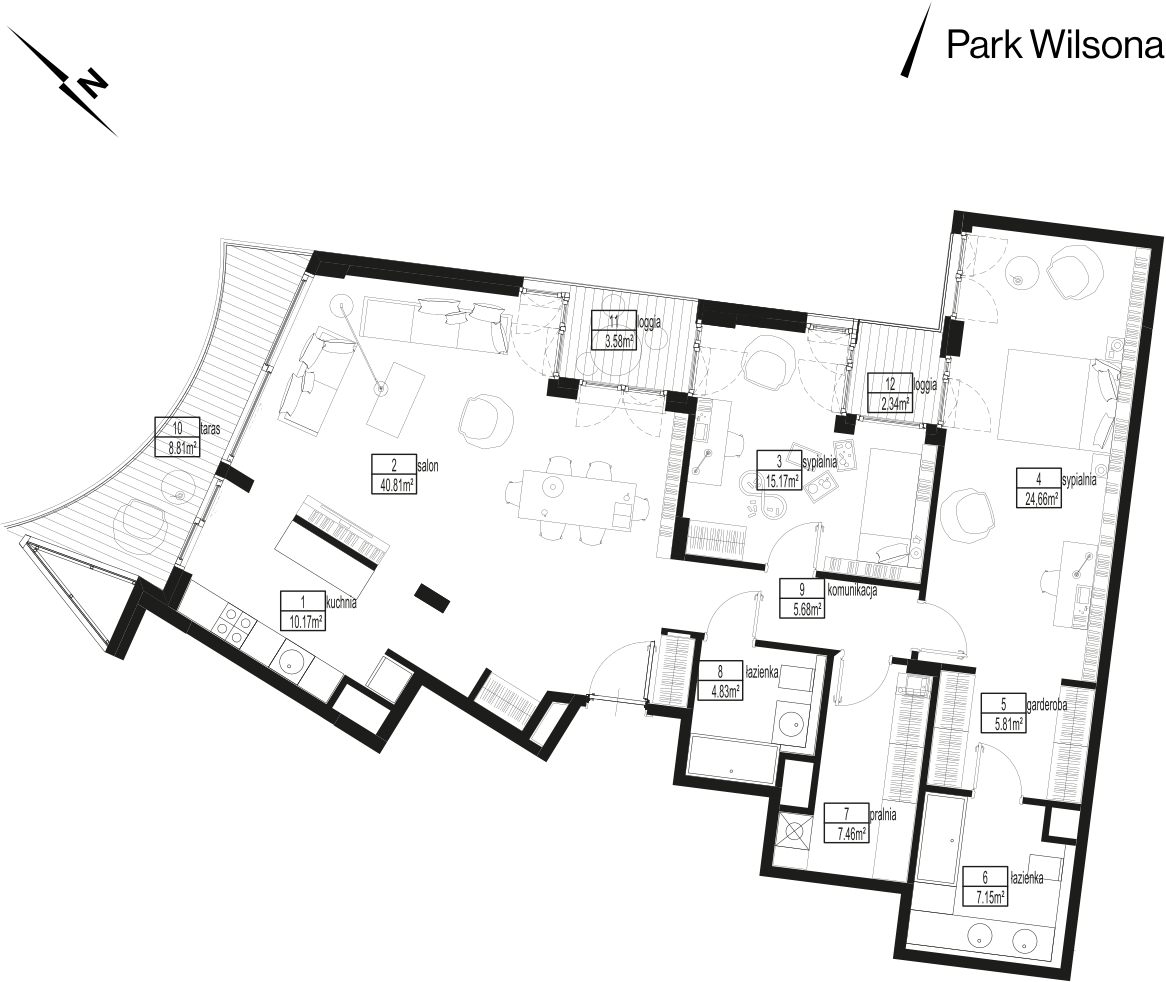 N
Park Wilsona
11 loggia
3.58m²
12 loggia
2.34m²
10 taras
8.81m²
2 salon
40.81m²
3 sypialnia
15.17m²
4 sypialnia
24,66m²
1 kuchnia
10.17m²
9 komunikacja
5.68m²
8 łazienka
4.83m²
5 garderoba
5.81m²
7 pralnia
7.46m²
6 łazienka
7.15m²